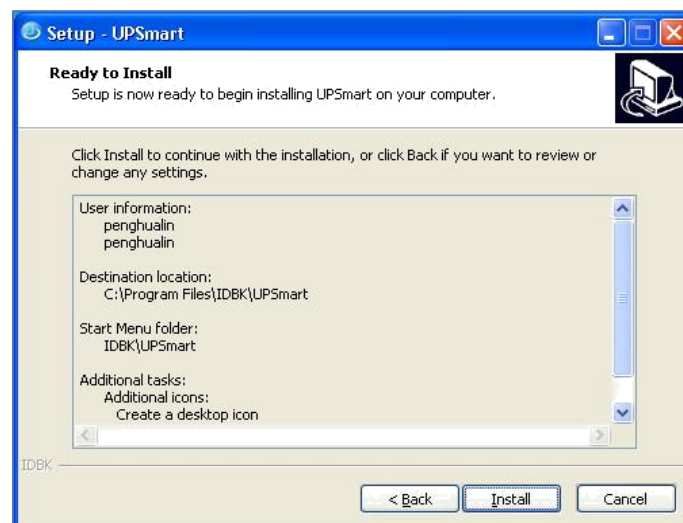 Setup - UPSmart
Ready to Install
Setup is now ready to begin installing UPSmart on your computer.
Click Install to continue with the installation, or click Back if you want to review or
change any settings.
User information:
penghualin
penghualin
Destination location:
C:\Program Files\IDBK\UPSmart
Start Menu folder:
IDBK\UPSmart
Additional tasks:
Additional icons:
Create a desktop icon
IDBK
< Back
Install
Cancel